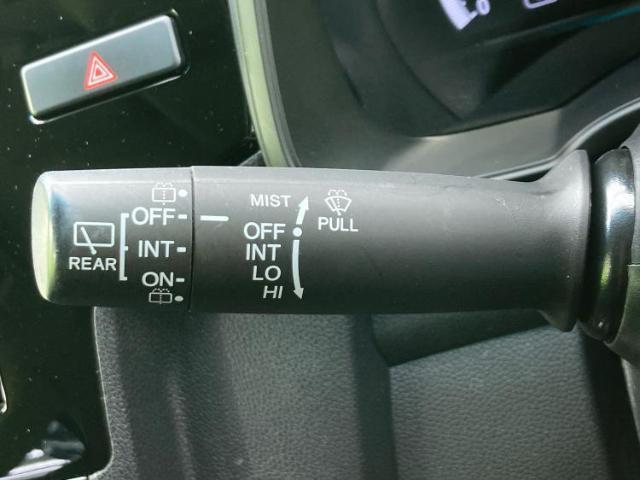 REAR
OFF
INT
ON
MIST
OFF
INT
LO
HI
PULL